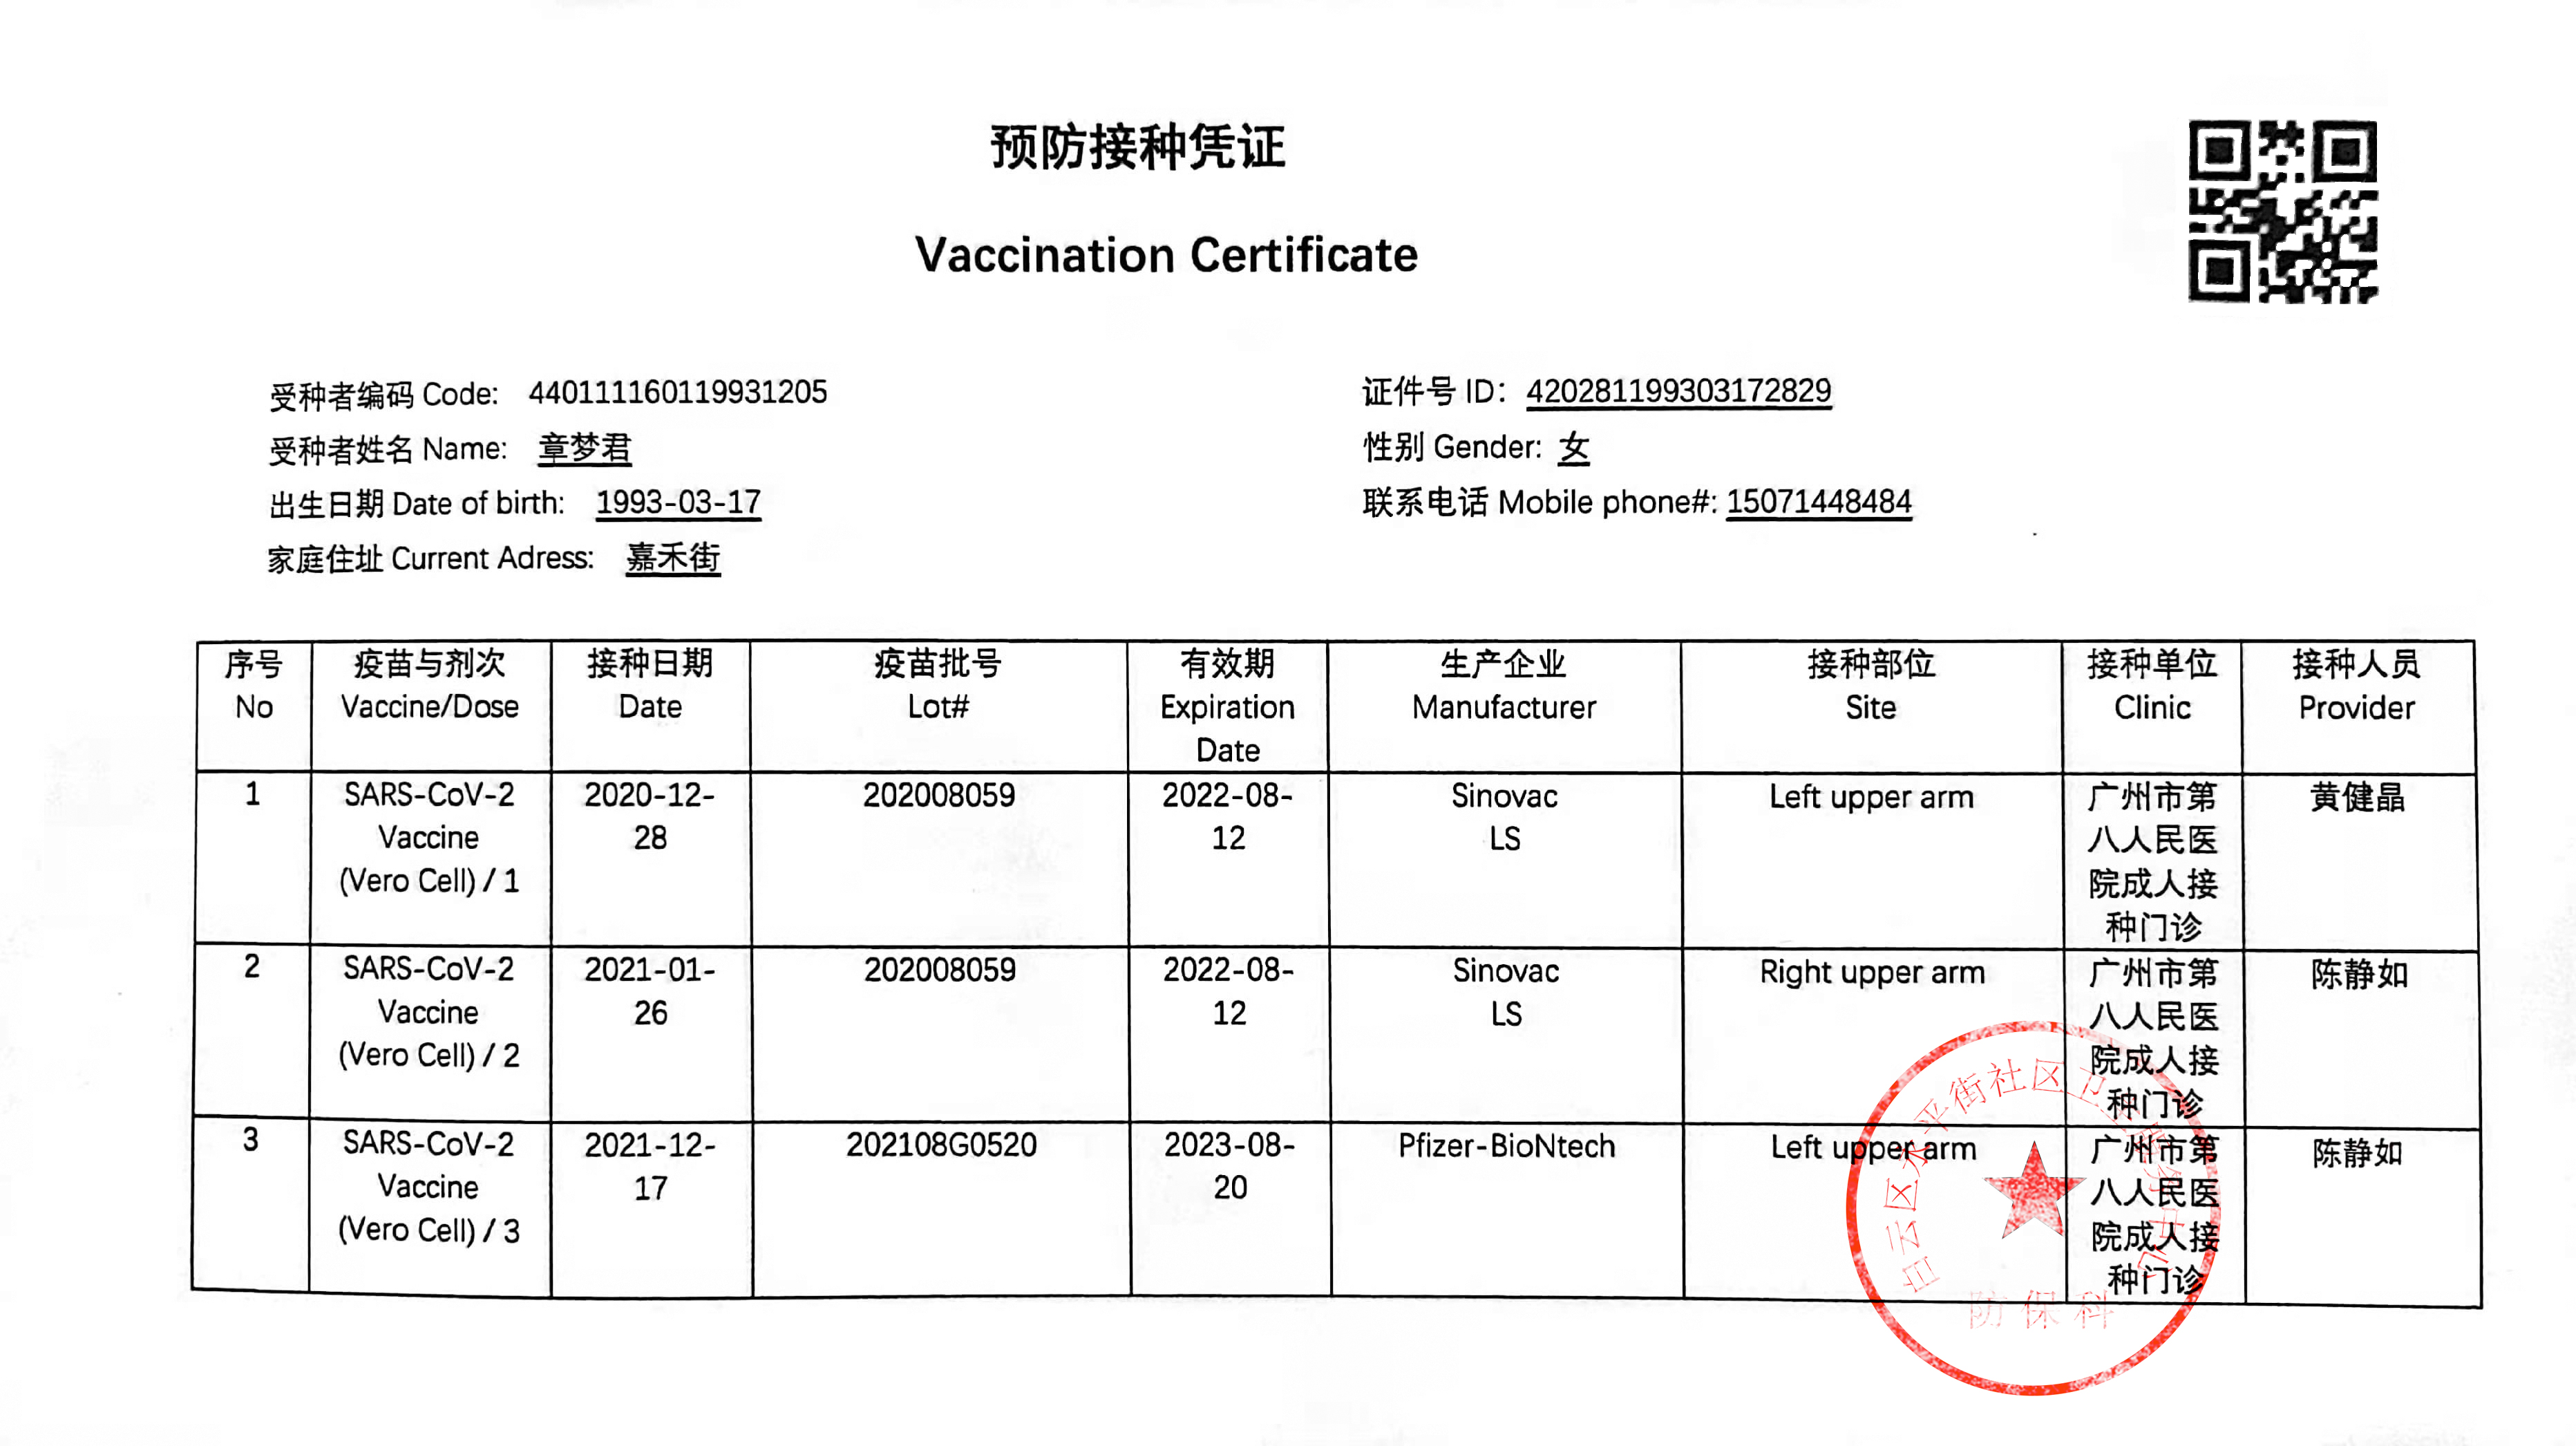 预防接种凭证
Vaccination Certificate
受种者编码 Code: 440111160119931205
证件号 ID: 420281199303172829
受种者姓名 Name: 章梦君
性别 Gender: 女
出生日期 Date of birth: 1993-03-17
联系电话 Mobile phone#: 15071448484
家庭住址 Current Adress: 嘉禾街
序号 疫苗与剂次 接种日期 疫苗批号 有效期 生产企业 接种部位 接种单位 接种人员
No Vaccine/Dose Date Lot# Expiration Manufacturer Site Clinic Provider
Date
1 SARS-CoV-2 2020-12- 202008059 2022-08- Sinovac Left upper arm 广州市第 黄健晶
Vaccine 28 12 LS 八人民医
(Vero Cell) / 1 院成人接
种门诊
2 SARS-CoV-2 2021-01- 202008059 2022-08- Sinovac Right upper arm 广州市第 陈静如
Vaccine 26 12 LS 八人民医
(Vero Cell) / 2 院成人接
种门诊
3 SARS-CoV-2 2021-12- 202108G0520 2023-08- Pfizer-BioNtech Left upper arm 广州市第 陈静如
Vaccine 17 20 八人民医
(Vero Cell) / 3 院成人接
种门诊
白云区永平街社区卫生服务中心
防保科